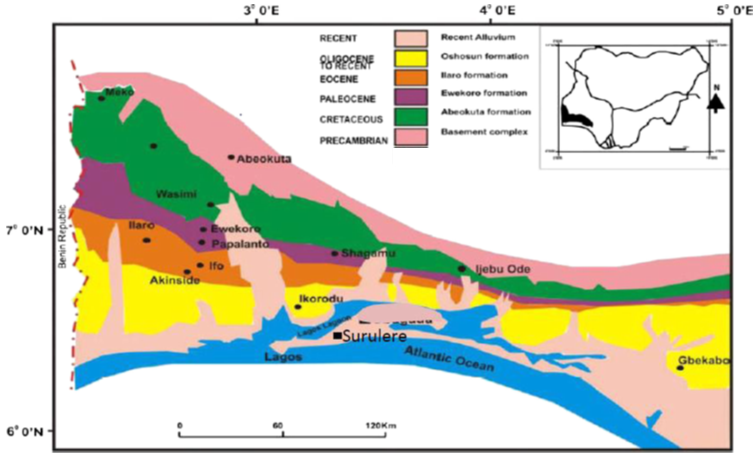 3° 0'E 4° 0'E 5° 0'E
RECENT Recent Alluvium
OLIGOCENE TO RECENT Oshosun formation
EOCENE Ilaro formation
PALEOCENE Ewekoro formation
CRETACEOUS Abeokuta formation
PRECAMBRIAN Basement complex
N
Meko
Abeokuta
Wasimi
7° 0'N
Benin Republic
Ilaro
Ewekoro
Papalanto
Shagamu
Ifo
Akinside
Ijebu Ode
Ikorodu
Lagos Lagoon
Surulere
Lagos
Atlantic Ocean
Gbekabo
6° 0'N
0 60 120Km